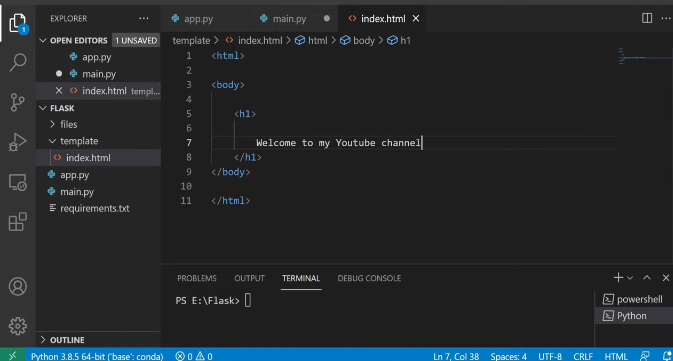 EXPLORER
OPEN EDITORS 1 UNSAVED
app.py
main.py
index.html templ...
FLASK
files
template
index.html
app.py
main.py
requirements.txt
OUTLINE
app.py main.py index.html
template > index.html > html > body > h1
1 <html>
2
3 <body>
4
5 <h1>
6
7 Welcome to my Youtube channel
8 </h1>
9 </body>
10
11 </html>
PROBLEMS OUTPUT TERMINAL DEBUG CONSOLE
PS E:\Flask>
powershell
Python
1
Python 3.8.5 64-bit ('base': conda) 0 0 Ln 7, Col 38 Spaces: 4 UTF-8 CRLF HTML